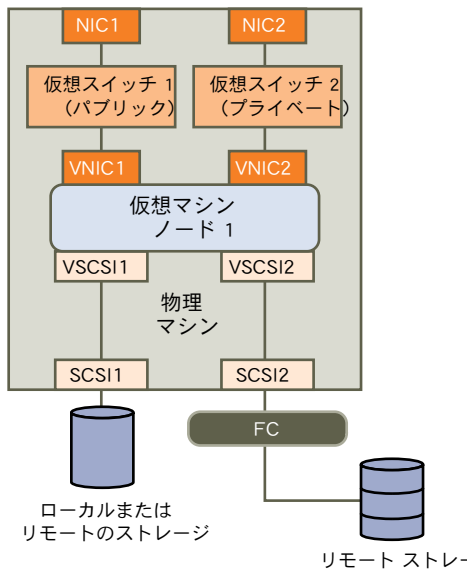 NIC1
NIC2
仮想スイッチ 1
（パブリック）
仮想スイッチ 2
（プライベート）
VNIC1
VNIC2
仮想マシン
ノード 1
VSCSI1
VSCSI2
物理
マシン
SCSI1
SCSI2
FC
ローカルまたは
リモートのストレージ
リモート ストレー